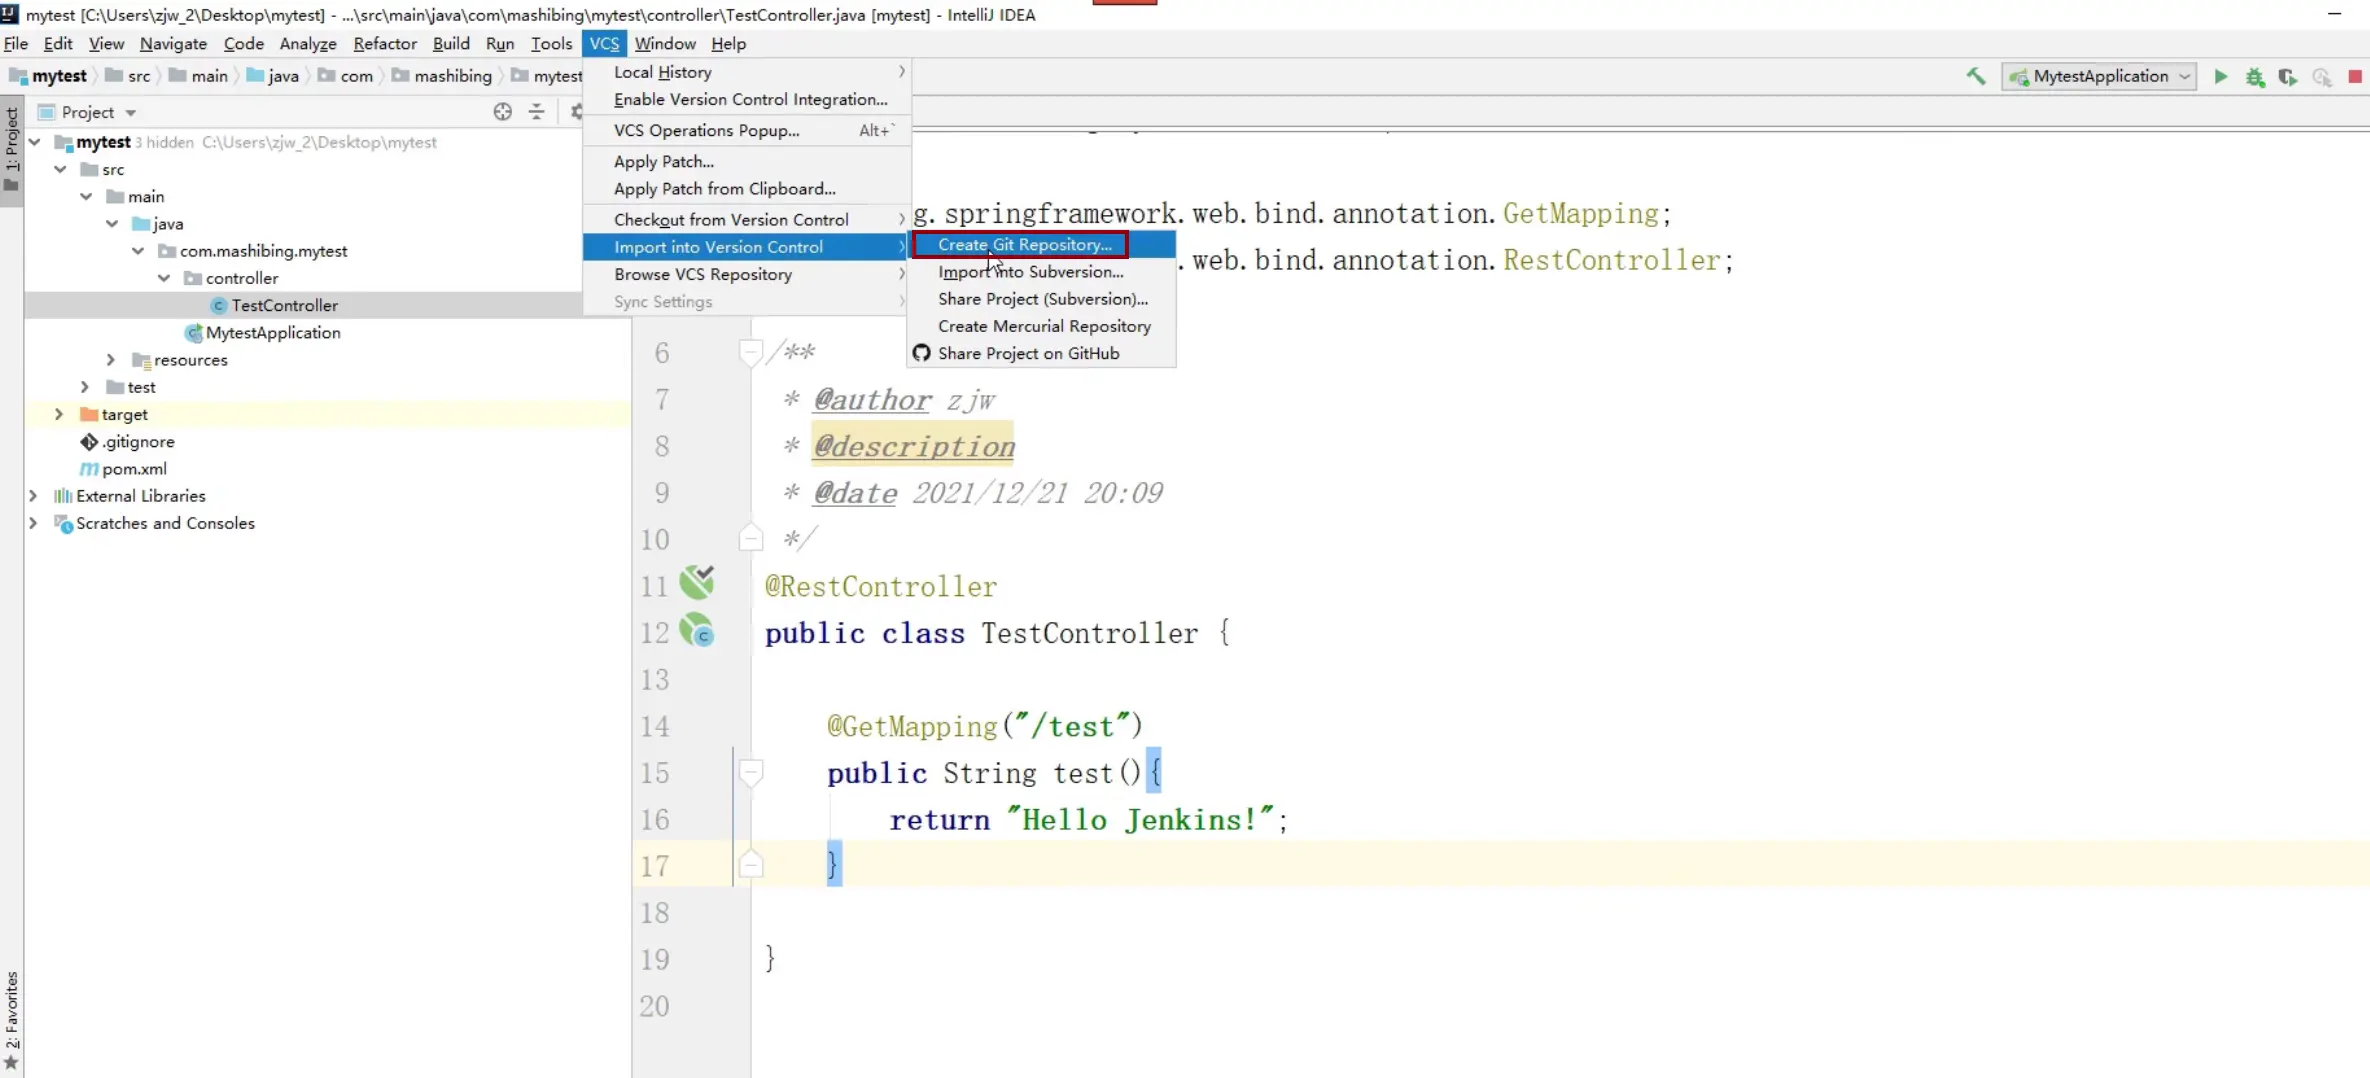 mytest [C:\Users\zjw_2\Desktop\mytest] - ...\src\main\java\com\mashibing\mytest\controller\TestController.java [mytest] - IntelliJ IDEA
File Edit View Navigate Code Analyze Refactor Build Run Tools VCS Window Help
mytest src main java com mashibing mytest
MytestApplication
Local History
Enable Version Control Integration...
VCS Operations Popup... Alt+`
Apply Patch...
Apply Patch from Clipboard...
Checkout from Version Control
Import into Version Control
Browse VCS Repository
Sync Settings
Create Git Repository...
Import into Subversion...
Share Project (Subversion)...
Create Mercurial Repository
Share Project on GitHub
1: Project
Project
mytest 3 hidden C:\Users\zjw_2\Desktop\mytest
src
main
java
com.mashibing.mytest
controller
TestController
MytestApplication
resources
test
target
.gitignore
pom.xml
External Libraries
Scratches and Consoles
2: Favorites
g.springframework.web.bind.annotation.GetMapping;
.web.bind.annotation.RestController;
6 /**
7 * @author zjw
8 * @description
9 * @date 2021/12/21 20:09
10 */
11 @RestController
12 public class TestController {
13
14 @GetMapping("/test")
15 public String test(){
16 return "Hello Jenkins!";
17 }
18
19 }
20